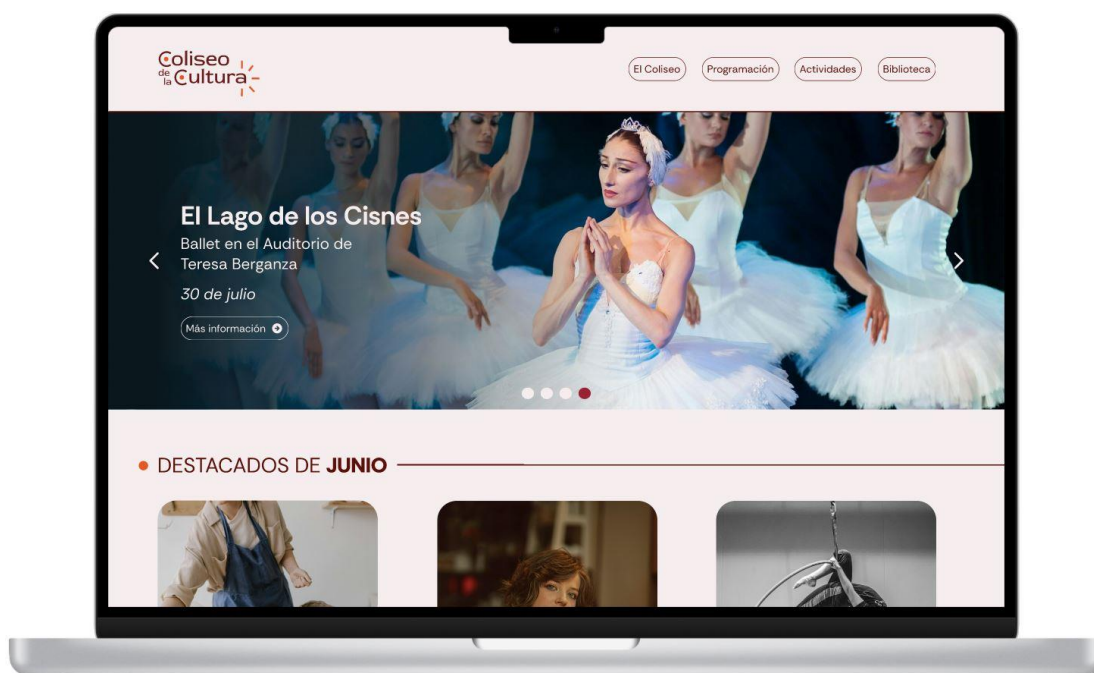 Coliseo
de la Cultura
El Coliseo
Programación
Actividades
Biblioteca
El Lago de los Cisnes
Ballet en el Auditorio de
Teresa Berganza
30 de julio
Más información
DESTACADOS DE JUNIO